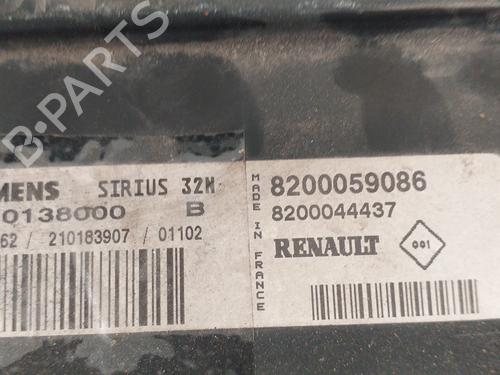 B-PARTS
MENS SIRIUS 32N
0138000 B
62/ 210183907 / 01102
MADE IN FRANCE
8200059086
8200044437
RENAULT
001